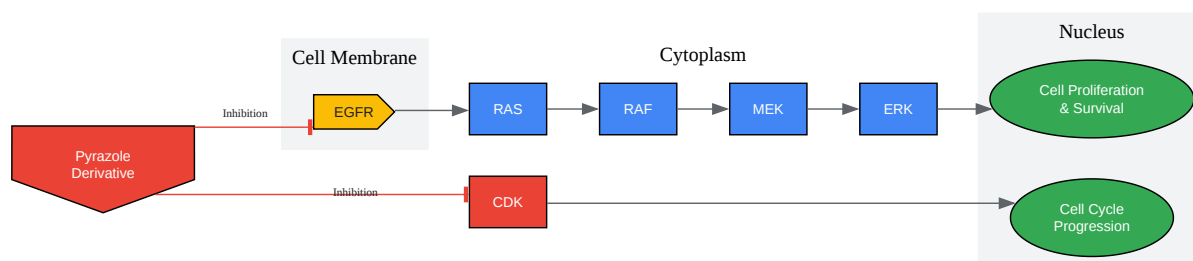 Nucleus
Cell Membrane
Cytoplasm
Inhibition
EGFR
RAS
RAF
MEK
ERK
Cell Proliferation
& Survival
Pyrazole
Derivative
Inhibition
CDK
Cell Cycle
Progression